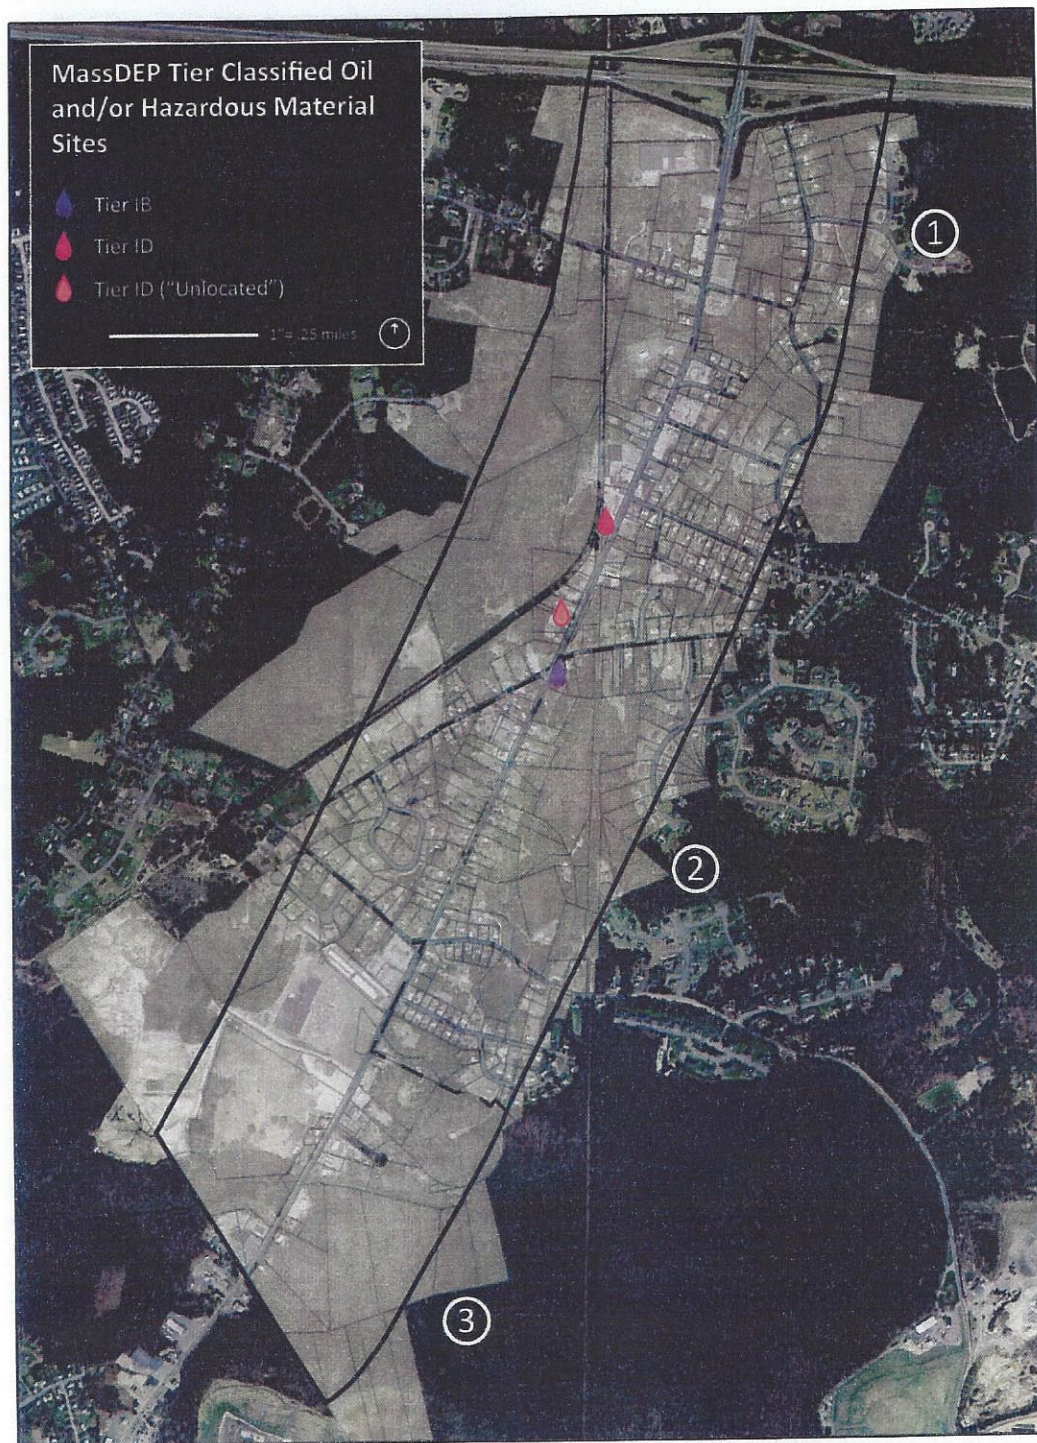 MassDEP Tier Classified Oil
and/or Hazardous Material
Sites
Tier IB
Tier ID
Tier ID ("Unlocated")
1"= .25 miles
1
2
3